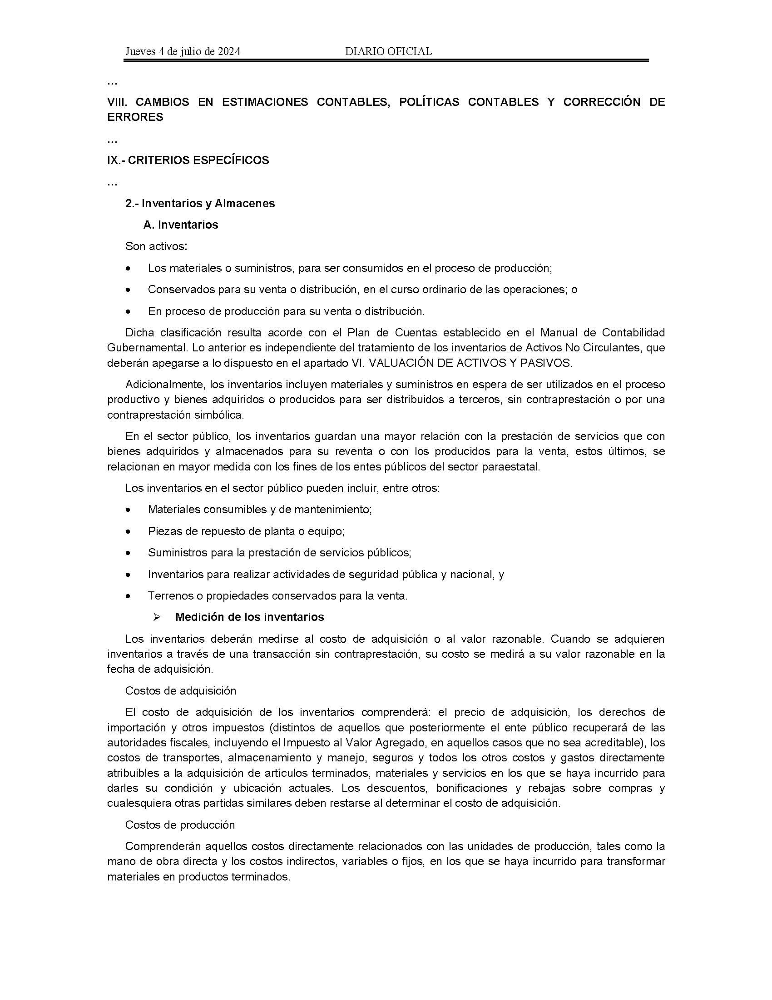 Jueves 4 de julio de 2024 DIARIO OFICIAL
...
VIII. CAMBIOS EN ESTIMACIONES CONTABLES, POLÍTICAS CONTABLES Y CORRECCIÓN DE
ERRORES
...
IX.- CRITERIOS ESPECÍFICOS
...
2.- Inventarios y Almacenes
A. Inventarios
Son activos:
• Los materiales o suministros, para ser consumidos en el proceso de producción;
• Conservados para su venta o distribución, en el curso ordinario de las operaciones; o
• En proceso de producción para su venta o distribución.
Dicha clasificación resulta acorde con el Plan de Cuentas establecido en el Manual de Contabilidad
Gubernamental. Lo anterior es independiente del tratamiento de los inventarios de Activos No Circulantes, que
deberán apegarse a lo dispuesto en el apartado VI. VALUACIÓN DE ACTIVOS Y PASIVOS.
Adicionalmente, los inventarios incluyen materiales y suministros en espera de ser utilizados en el proceso
productivo y bienes adquiridos o producidos para ser distribuidos a terceros, sin contraprestación o por una
contraprestación simbólica.
En el sector público, los inventarios guardan una mayor relación con la prestación de servicios que con
bienes adquiridos y almacenados para su reventa o con los producidos para la venta, estos últimos, se
relacionan en mayor medida con los fines de los entes públicos del sector paraestatal.
Los inventarios en el sector público pueden incluir, entre otros:
• Materiales consumibles y de mantenimiento;
• Piezas de repuesto de planta o equipo;
• Suministros para la prestación de servicios públicos;
• Inventarios para realizar actividades de seguridad pública y nacional, y
• Terrenos o propiedades conservados para la venta.
➢ Medición de los inventarios
Los inventarios deberán medirse al costo de adquisición o al valor razonable. Cuando se adquieren
inventarios a través de una transacción sin contraprestación, su costo se medirá a su valor razonable en la
fecha de adquisición.
Costos de adquisición
El costo de adquisición de los inventarios comprenderá: el precio de adquisición, los derechos de
importación y otros impuestos (distintos de aquellos que posteriormente el ente público recuperará de las
autoridades fiscales, incluyendo el Impuesto al Valor Agregado, en aquellos casos que no sea acreditable), los
costos de transportes, almacenamiento y manejo, seguros y todos los otros costos y gastos directamente
atribuibles a la adquisición de artículos terminados, materiales y servicios en los que se haya incurrido para
darles su condición y ubicación actuales. Los descuentos, bonificaciones y rebajas sobre compras y
cualesquiera otras partidas similares deben restarse al determinar el costo de adquisición.
Costos de producción
Comprenderán aquellos costos directamente relacionados con las unidades de producción, tales como la
mano de obra directa y los costos indirectos, variables o fijos, en los que se haya incurrido para transformar
materiales en productos terminados.